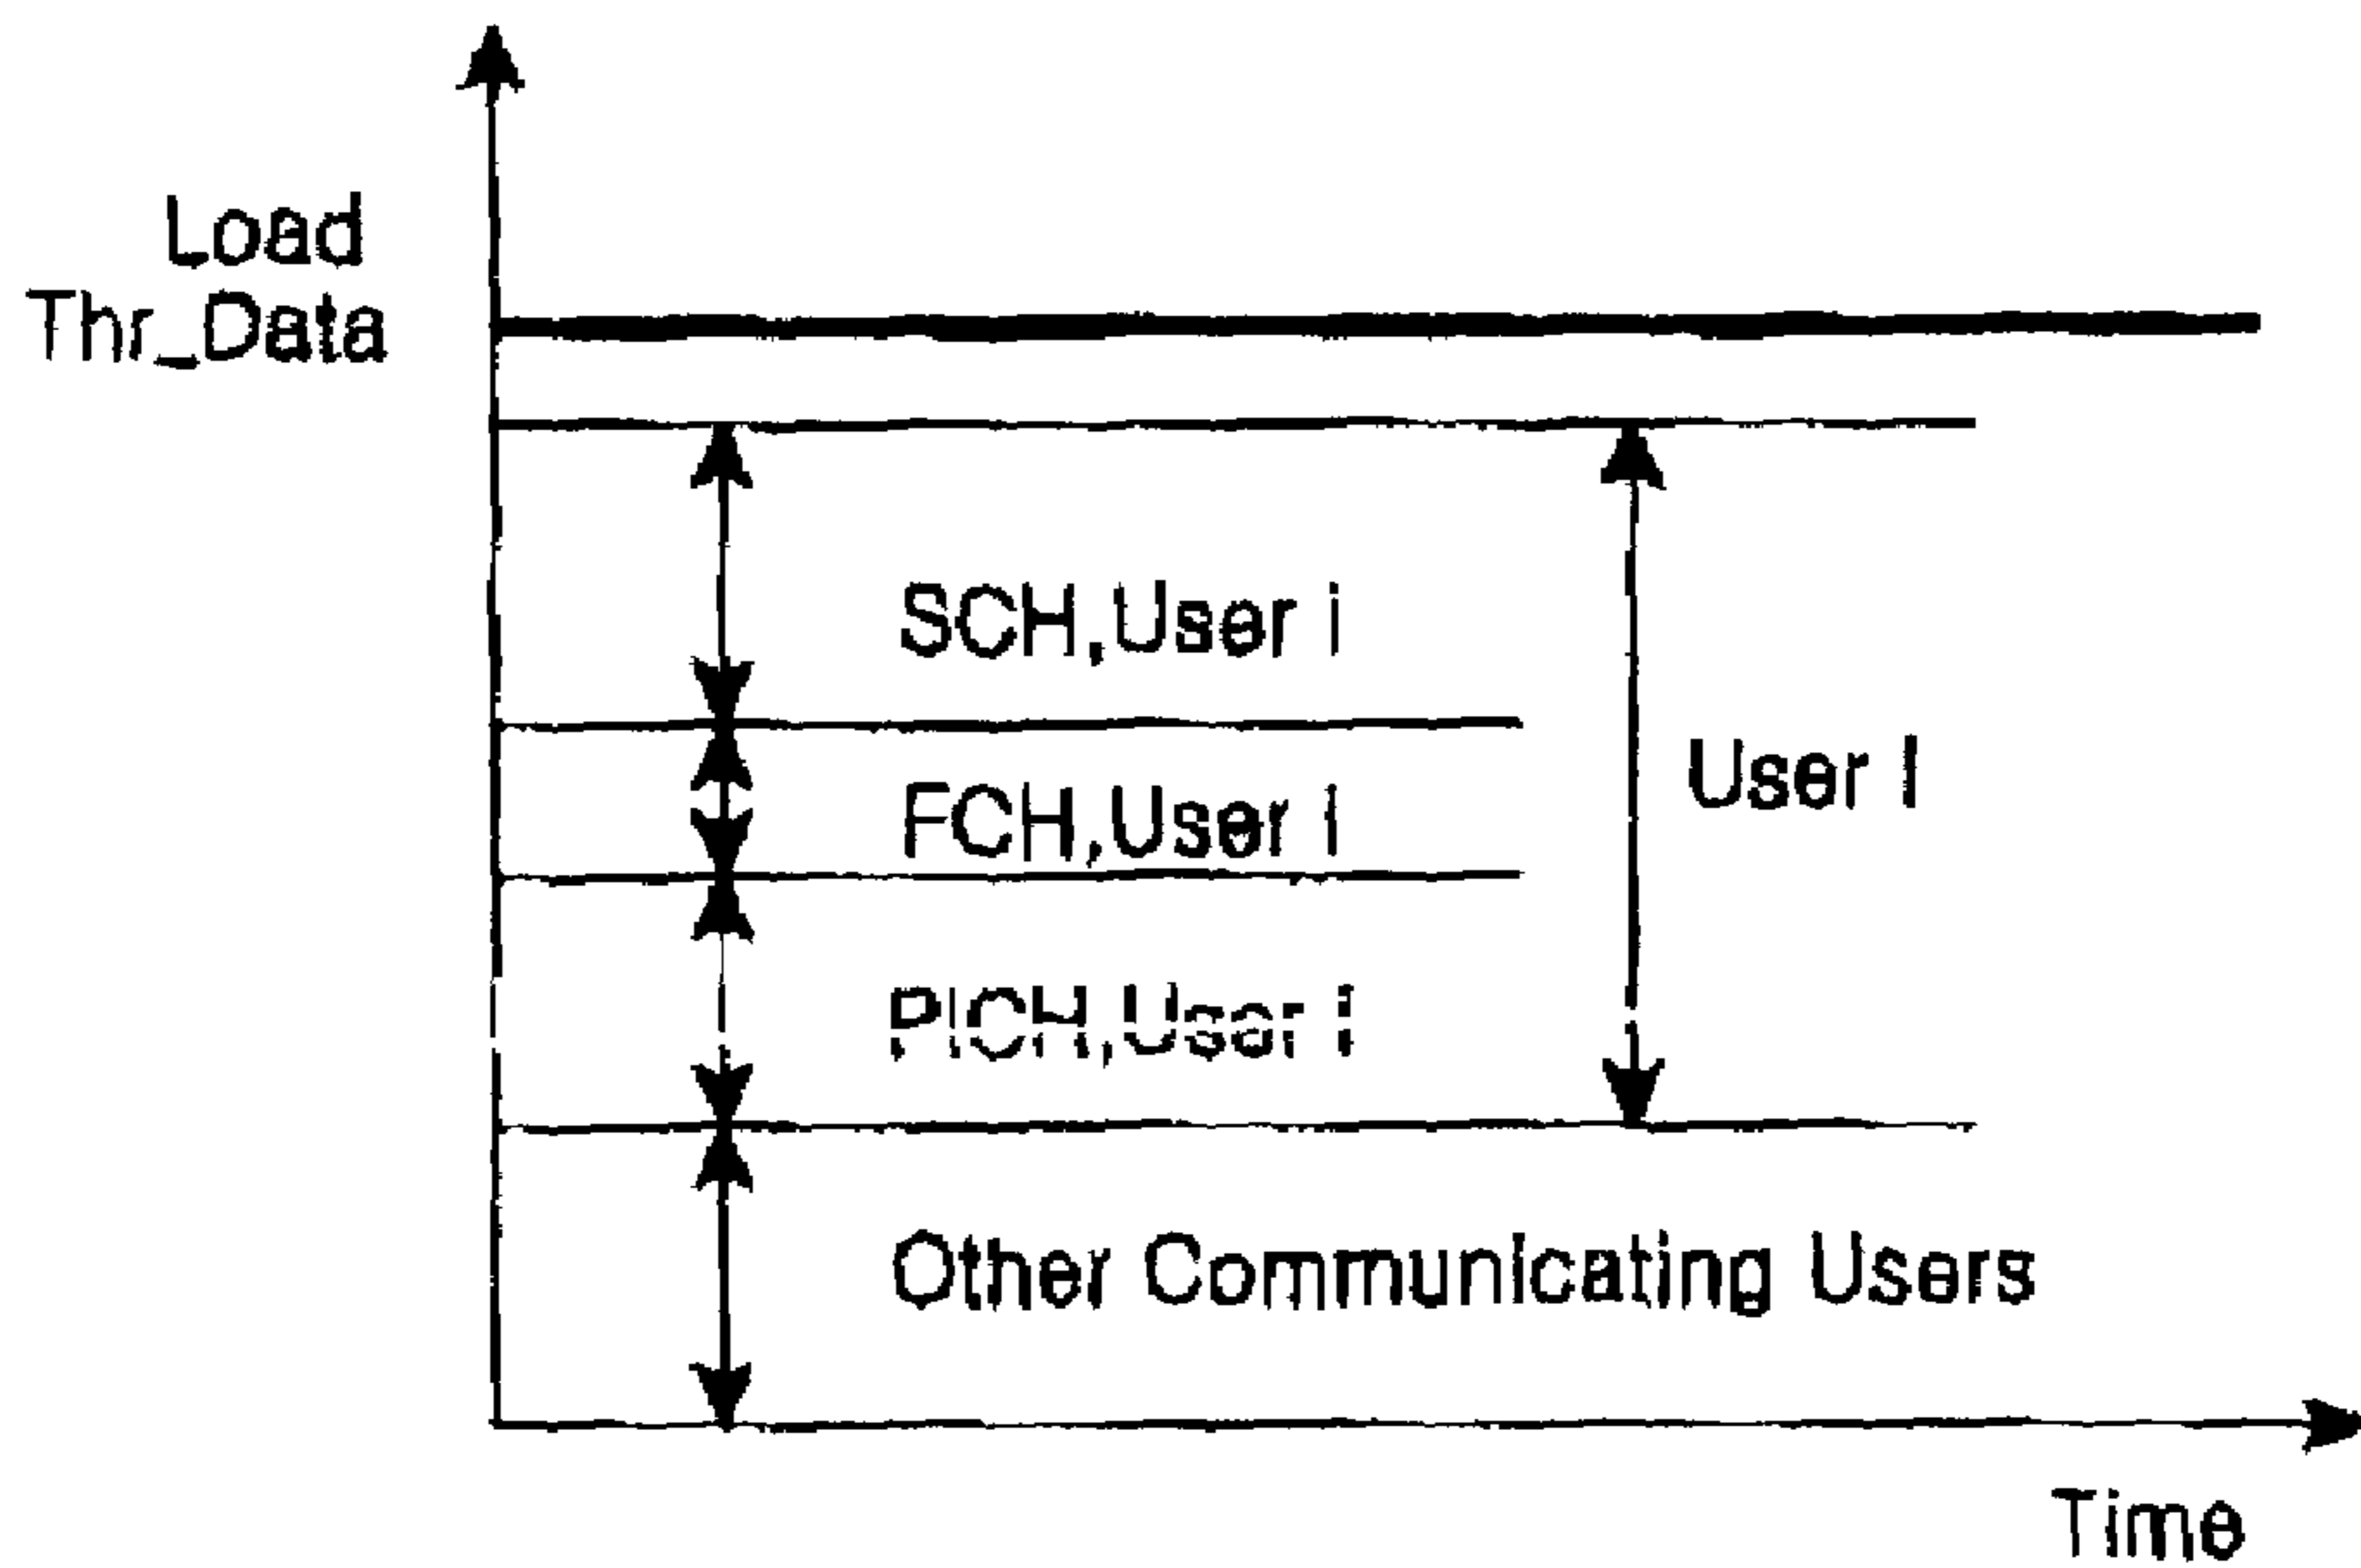 Load
Thr_Data
SCH,User i
User i
FCH,User i
PICH,User i
Other Communicating Users
Time